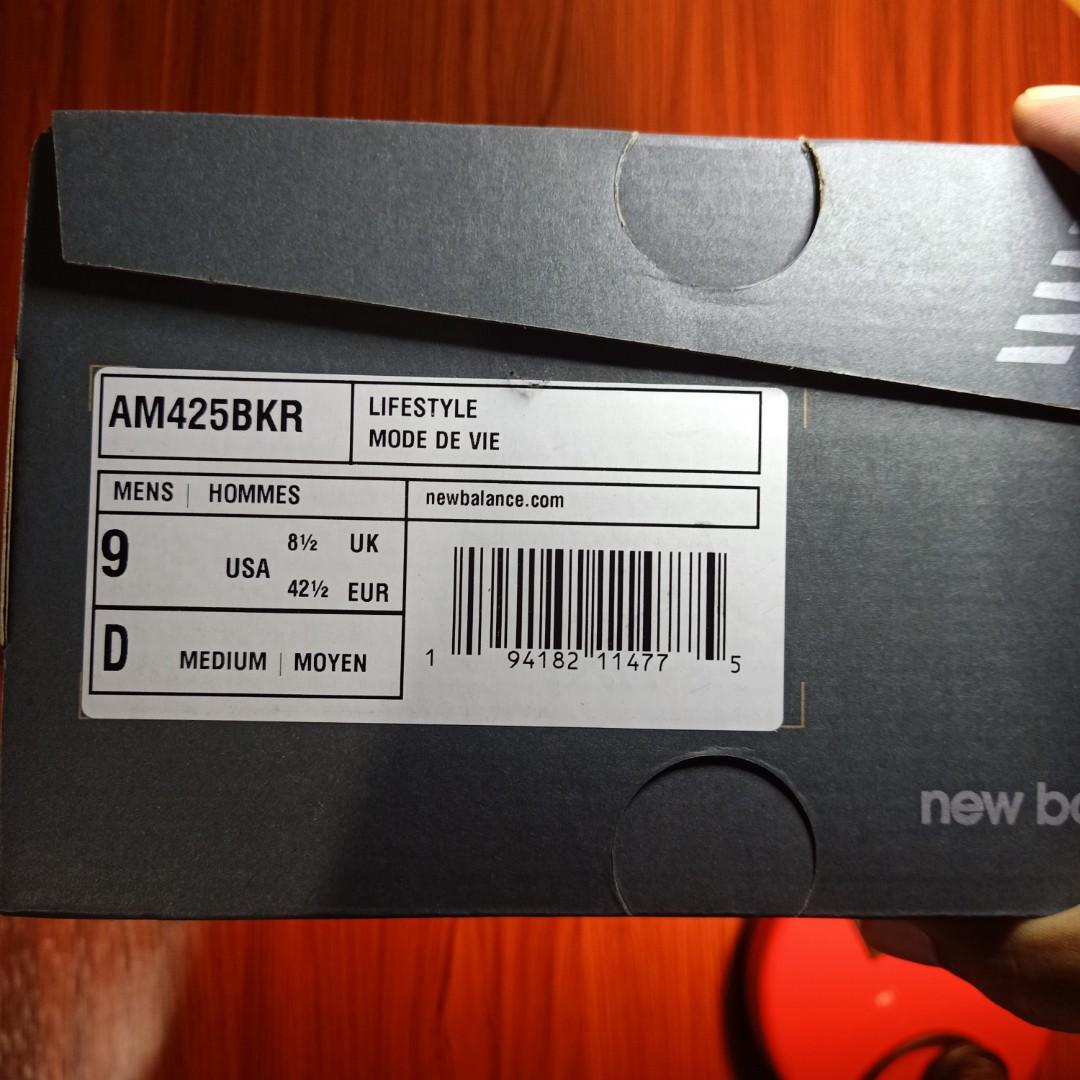 AM425BKR
LIFESTYLE
MODE DE VIE
MENS | HOMMES
newbalance.com
9 USA
8½ UK
42½ EUR
D MEDIUM | MOYEN
1 94182 11477 5
new